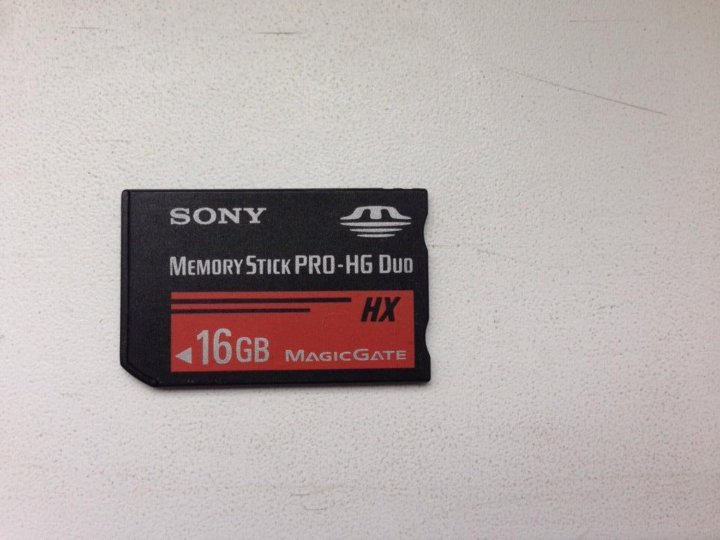 SONY
MEMORY STICK PRO-HG DUO
HX
16GB MAGICGATE